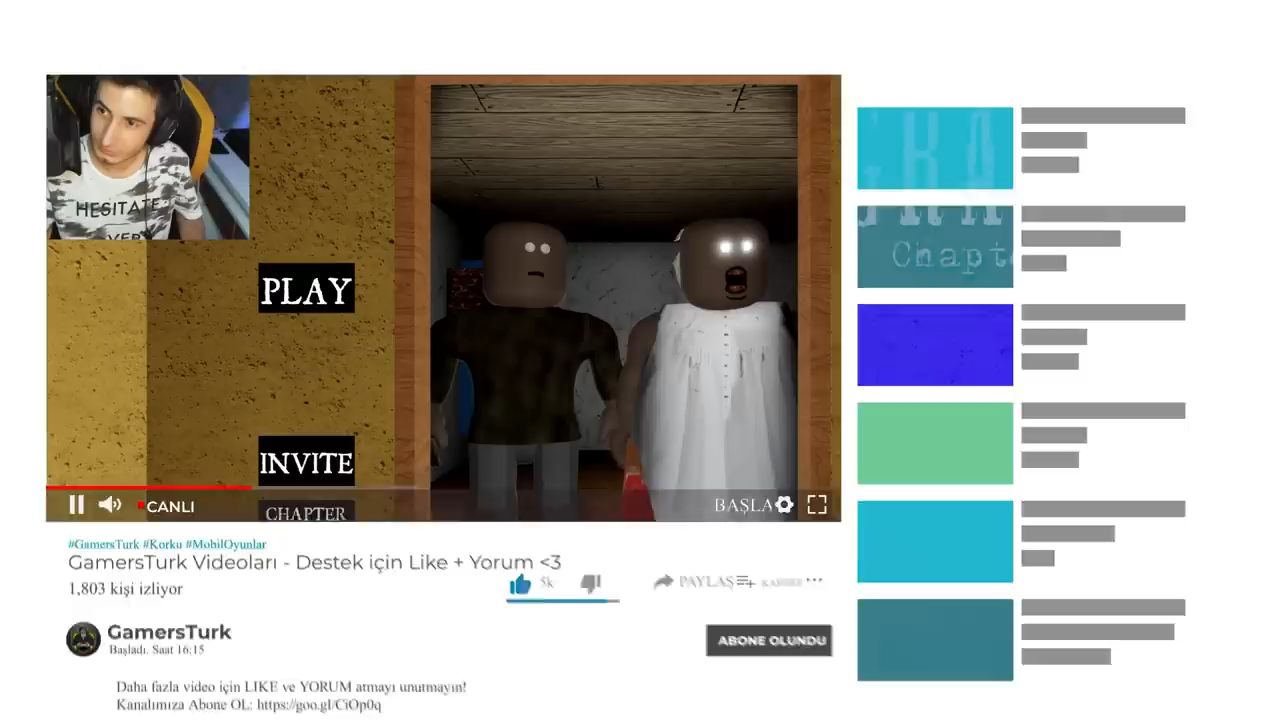 HESITATE
PLAY
INVITE
CHAPTER
CANLI
BAŞLA
GRA
Chapt
#GamersTurk #Korku #MobilOyunlar
GamersTurk Videoları - Destek için Like + Yorum <3
1,803 kişi izliyor
5k
PAYLAŞ
GamersTurk
Başladı. Saat 16:15
ABONE OLUNDU
Daha fazla video için LIKE ve YORUM atmayı unutmayın!
Kanalımıza Abone OL: https://goo.gl/CiOp0q